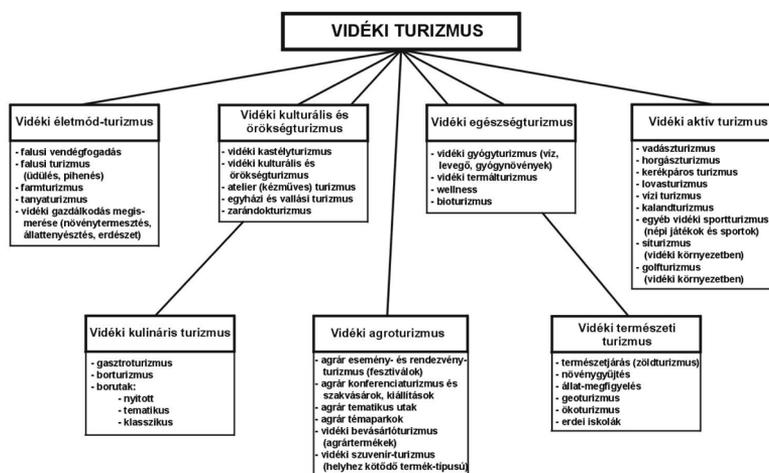 VIDÉKI TURIZMUS
Vidéki életmód-turizmus
- falusi vendégfogadás
- falusi turizmus
(üdülés, pihenés)
- farmturizmus
- tanyaturizmus
- vidéki gazdálkodás megis-
merése (növénytermesztés,
állattenyésztés, erdészet)
Vidéki kulturális és
örökségturizmus
- vidéki kastélyturizmus
- vidéki kulturális és
örökségturizmus
- atelier (kézműves) turizmus
- egyházi és vallási turizmus
- zarándokturizmus
Vidéki egészségturizmus
- vidéki gyógyturizmus (víz,
levegő, gyógynövények)
- vidéki termálturizmus
- wellness
- bioturizmus
Vidéki aktív turizmus
- vadászturizmus
- horgászturizmus
- kerékpáros turizmus
- lovasturizmus
- vízi turizmus
- kalandturizmus
- egyéb vidéki sportturizmus
(népi játékok és sportok)
- síturizmus
(vidéki környezetben)
- golfturizmus
(vidéki környezetben)
Vidéki kulináris turizmus
- gasztroturizmus
- borturizmus
- borutak:
- nyitott
- tematikus
- klasszikus
Vidéki agroturizmus
- agrár esemény- és rendezvény-
turizmus (fesztiválok)
- agrár konferenciaturizmus és
szakvásárok, kiállítások
- agrár tematikus utak
- agrár témaparkok
- vidéki bevásárlóturizmus
(agrártermékek)
- vidéki szuvenír-turizmus
(helyhez kötődő termék-típusú)
Vidéki természeti
turizmus
- természetjárás (zöldturizmus)
- növénygyűjtés
- állat-megfigyelés
- geoturizmus
- ökoturizmus
- erdei iskolák